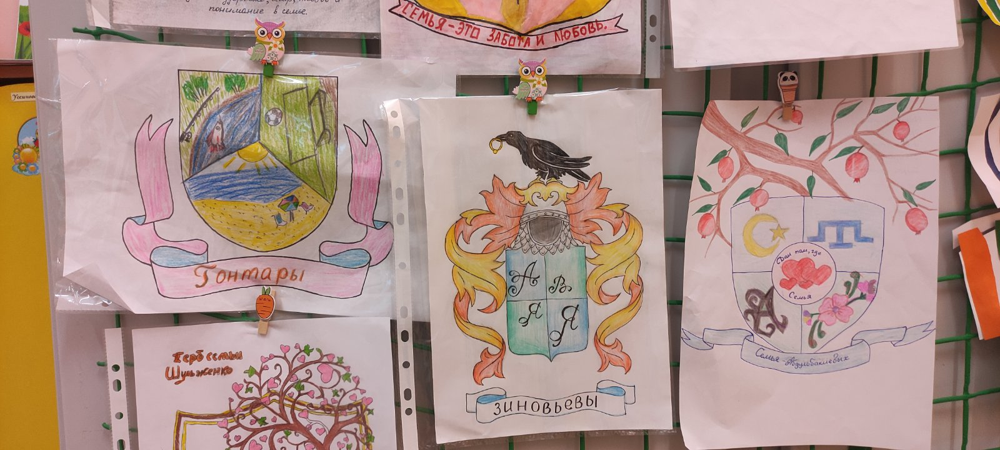 понимание в семье.
СЕМЬЯ-ЭТО ЗАБОТА И ЛЮБОВЬ.
Гонтары
Герб семьи
Шульженко
А В
Я Я
ЗИНОВЬЕВЫ
Дом там, где
Семья
А
Семья Абдульбакиевых